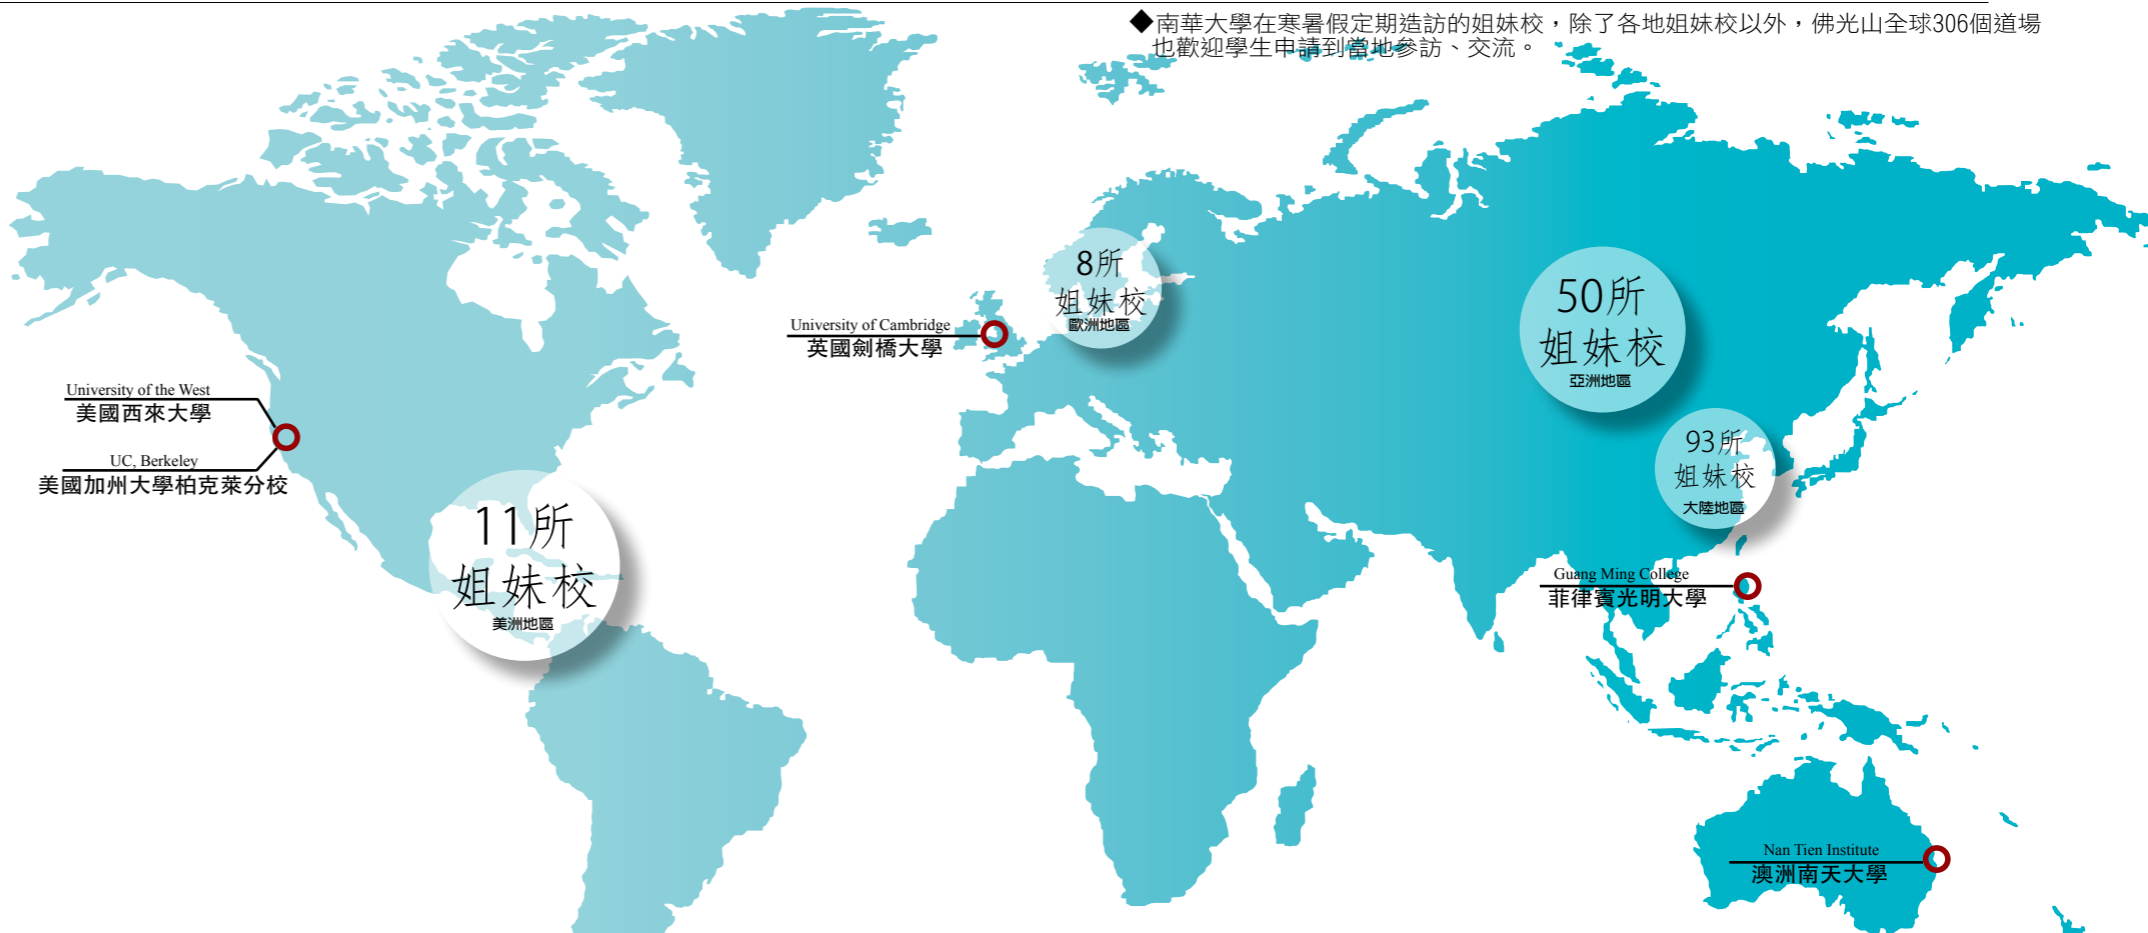 ◆南華大學在寒暑假定期造訪的姐妹校，除了各地姐妹校以外，佛光山全球306個道場
也歡迎學生申請到當地參訪、交流。
8所
姐妹校
歐洲地區
50所
姐妹校
亞洲地區
University of Cambridge
英國劍橋大學
University of the West
美國西來大學
UC, Berkeley
美國加州大學柏克萊分校
93所
姐妹校
大陸地區
11所
姐妹校
美洲地區
Guang Ming College
菲律賓光明大學
Nan Tien Institute
澳洲南天大學